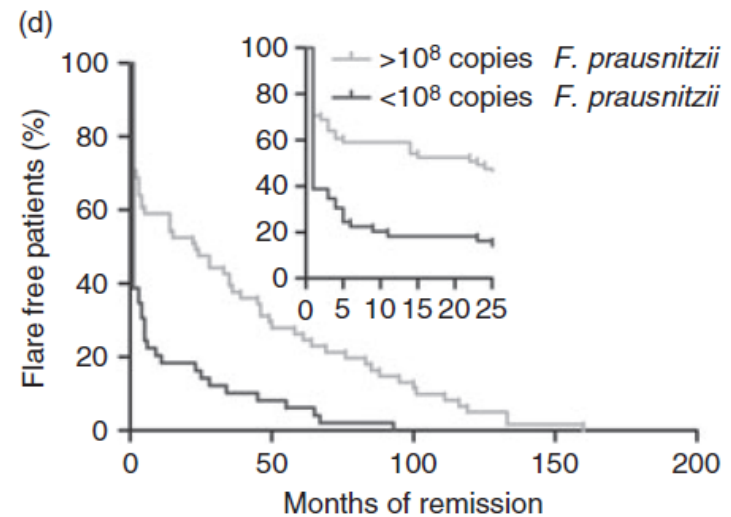 (d)
100
80
60
40
20
0
Flare free patients (%)
0 50 100 150 200
Months of remission
100
80
60
40
20
0
0 5 10 15 20 25
>10⁸ copies F. prausnitzii
<10⁸ copies F. prausnitzii